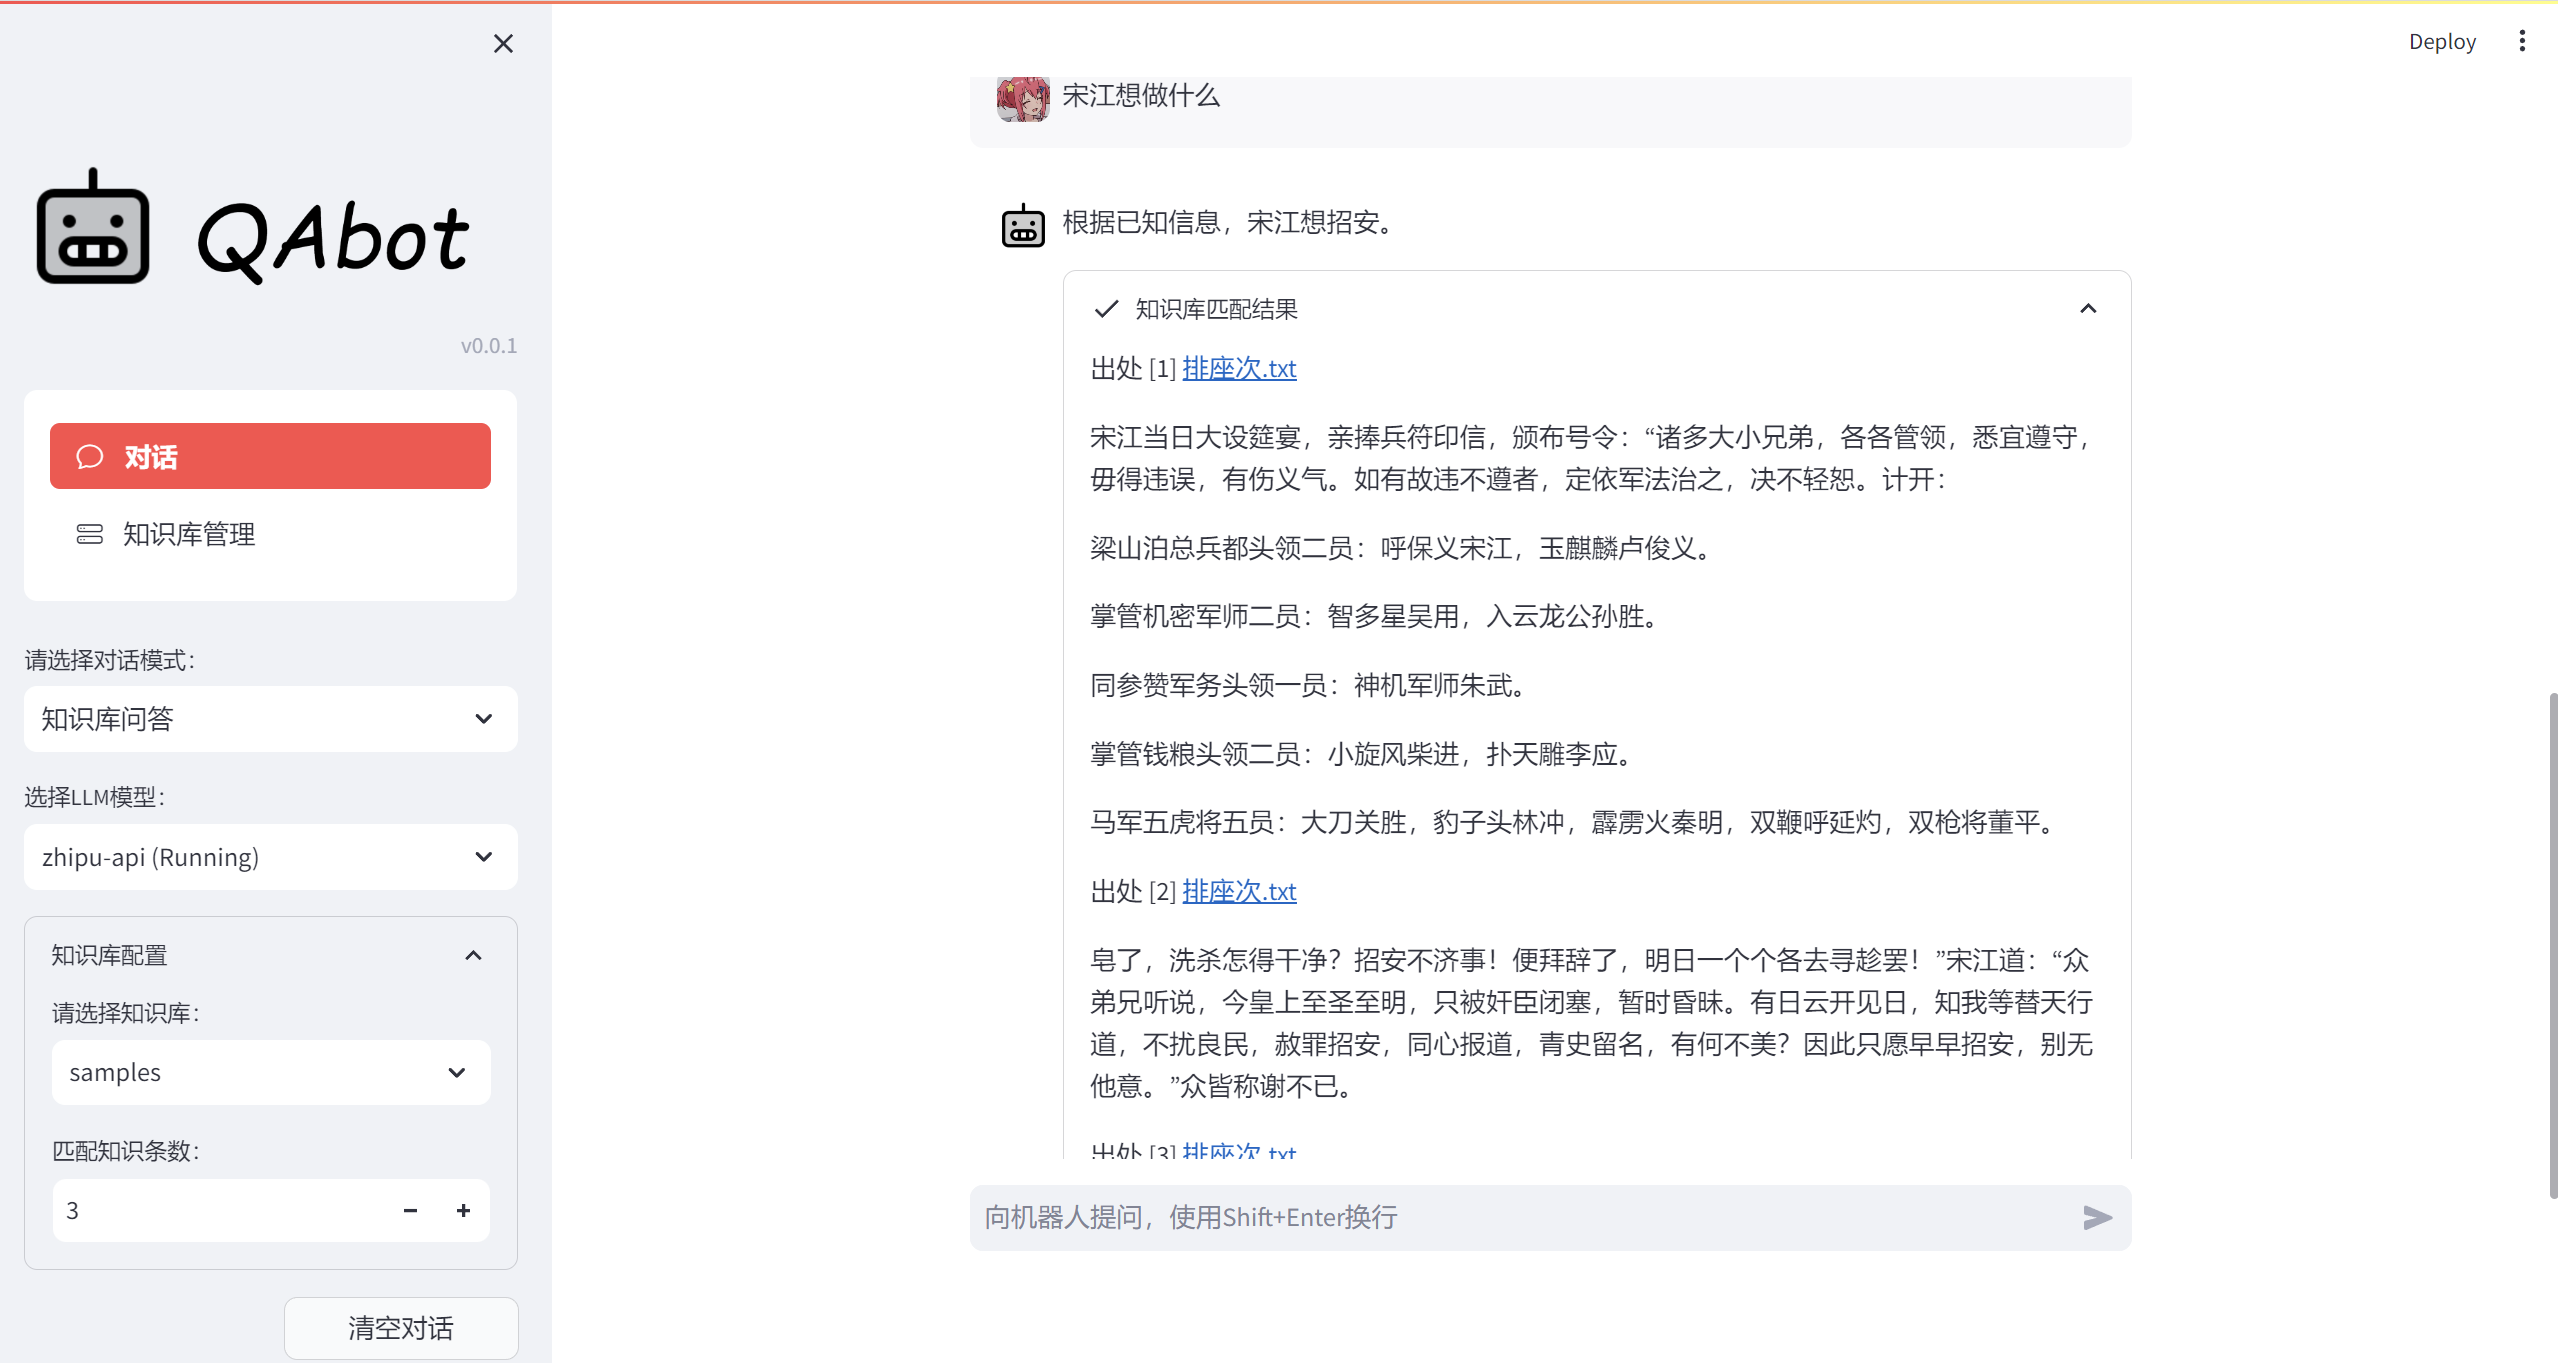 Deploy
QAbot
v0.0.1
对话
知识库管理
请选择对话模式：
知识库问答
选择LLM模型：
zhipu-api (Running)
知识库配置
请选择知识库：
samples
匹配知识条数：
3
清空对话
宋江想做什么
根据已知信息，宋江想招安。
知识库匹配结果
出处 [1] 排座次.txt
宋江当日大设筵宴，亲捧兵符印信，颁布号令：“诸多大小兄弟，各各管领，悉宜遵守，
毋得违误，有伤义气。如有故违不遵者，定依军法治之，决不轻恕。计开：
梁山泊总兵都头领二员：呼保义宋江，玉麒麟卢俊义。
掌管机密军师二员：智多星吴用，入云龙公孙胜。
同参赞军务头领一员：神机军师朱武。
掌管钱粮头领二员：小旋风柴进，扑天雕李应。
马军五虎将五员：大刀关胜，豹子头林冲，霹雳火秦明，双鞭呼延灼，双枪将董平。
出处 [2] 排座次.txt
皂了，洗杀怎得干净？招安不济事！便拜辞了，明日一个个各去寻趁罢！”宋江道：“众
弟兄听说，今皇上至圣至明，只被奸臣闭塞，暂时昏昧。有日云开见日，知我等替天行
道，不扰良民，赦罪招安，同心报道，青史留名，有何不美？因此只愿早早招安，别无
他意。”众皆称谢不已。
出处 [3] 排座次.txt
向机器人提问，使用Shift+Enter换行